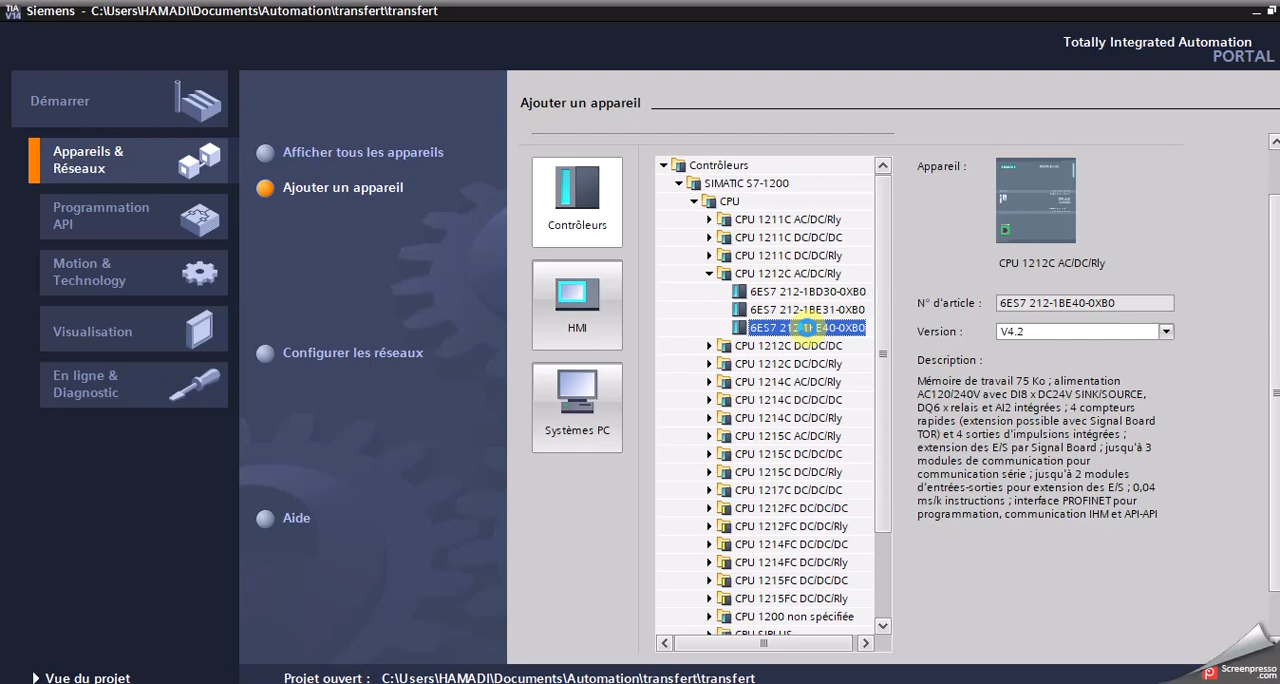 TIA
V14
Siemens - C:\Users\HAMADI\Documents\Automation\transfert\transfert
Totally Integrated Automation
PORTAL
Démarrer
Appareils &
Réseaux
Programmation
API
Motion &
Technology
Visualisation
En ligne &
Diagnostic
Vue du projet
Afficher tous les appareils
Ajouter un appareil
Configurer les réseaux
Aide
Ajouter un appareil
Contrôleurs
HMI
Systèmes PC
Contrôleurs
SIMATIC S7-1200
CPU
CPU 1211C AC/DC/Rly
CPU 1211C DC/DC/DC
CPU 1211C DC/DC/Rly
CPU 1212C AC/DC/Rly
6ES7 212-1BD30-0XB0
6ES7 212-1BE31-0XB0
6ES7 212-1BE40-0XB0
CPU 1212C DC/DC/DC
CPU 1212C DC/DC/Rly
CPU 1214C AC/DC/Rly
CPU 1214C DC/DC/DC
CPU 1214C DC/DC/Rly
CPU 1215C AC/DC/Rly
CPU 1215C DC/DC/DC
CPU 1215C DC/DC/Rly
CPU 1217C DC/DC/DC
CPU 1212FC DC/DC/DC
CPU 1212FC DC/DC/Rly
CPU 1214FC DC/DC/DC
CPU 1214FC DC/DC/Rly
CPU 1215FC DC/DC/DC
CPU 1215FC DC/DC/Rly
CPU 1200 non spécifiée
CPU SIPLUS
Appareil :
CPU 1212C AC/DC/Rly
N° d'article : 6ES7 212-1BE40-0XB0
Version : V4.2
Description :
Mémoire de travail 75 Ko ; alimentation
AC120/240V avec DI8 x DC24V SINK/SOURCE,
DQ6 x relais et AI2 intégrées ; 4 compteurs
rapides (extension possible avec Signal Board
TOR) et 4 sorties d'impulsions intégrées ;
extension des E/S par Signal Board ; jusqu'à 3
modules de communication pour
communication série ; jusqu'à 2 modules
d'entrées-sorties pour extension des E/S ; 0,04
ms/k instructions ; interface PROFINET pour
programmation, communication IHM et API-API
Projet ouvert : C:\Users\HAMADI\Documents\Automation\transfert\transfert
Screenpresso
.com